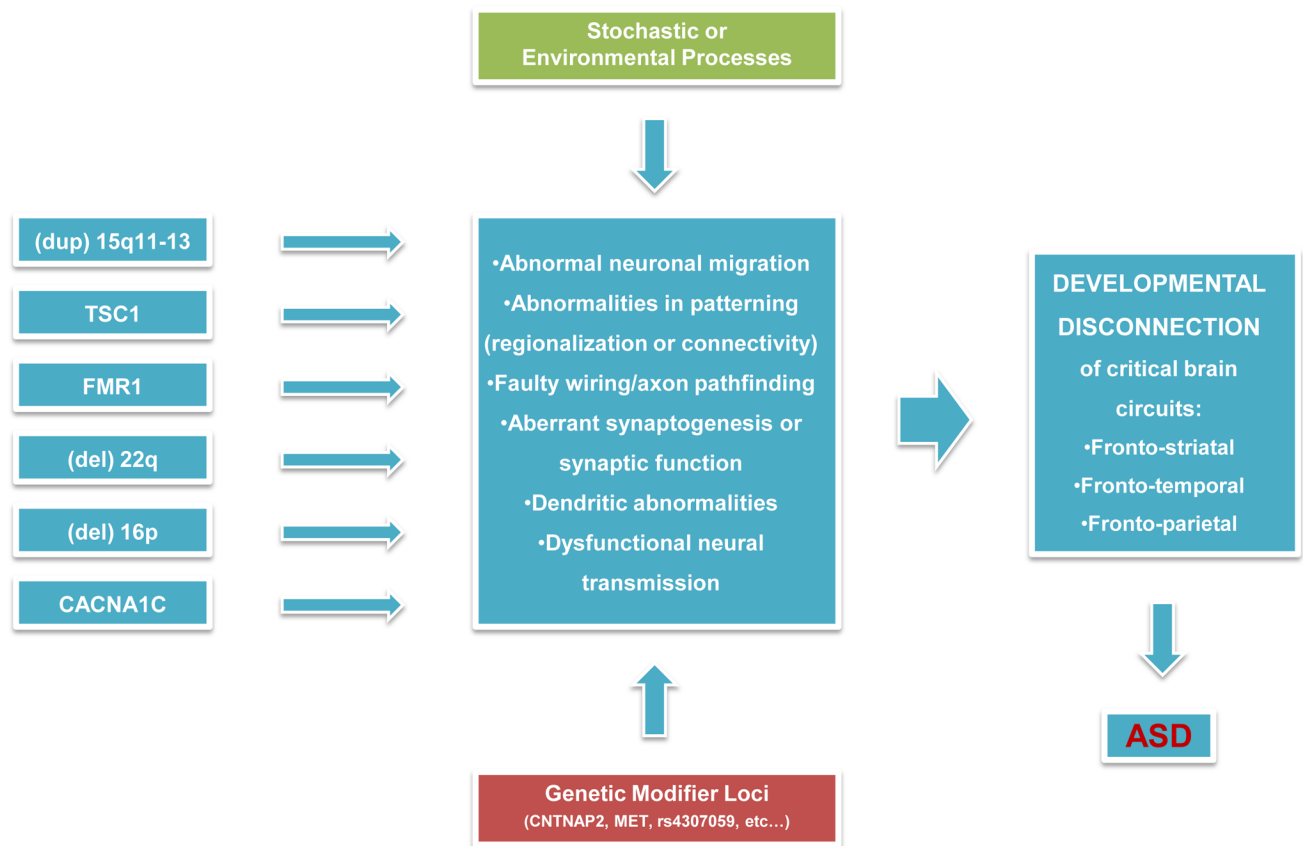 Stochastic or
Environmental Processes
(dup) 15q11-13
TSC1
FMR1
(del) 22q
(del) 16p
CACNA1C
•Abnormal neuronal migration
•Abnormalities in patterning
(regionalization or connectivity)
•Faulty wiring/axon pathfinding
•Aberrant synaptogenesis or
synaptic function
•Dendritic abnormalities
•Dysfunctional neural
transmission
DEVELOPMENTAL
DISCONNECTION
of critical brain
circuits:
•Fronto-striatal
•Fronto-temporal
•Fronto-parietal
ASD
Genetic Modifier Loci
(CNTNAP2, MET, rs4307059, etc…)